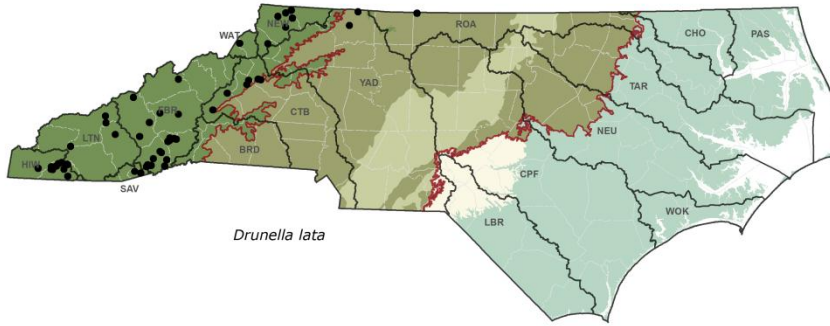 NEW
ROA
WAT
CHO
PAS
YAD
TAR
FBR
CTB
LTN
NEU
BRD
HIW
CPF
SAV
WOK
LBR
Drunella lata